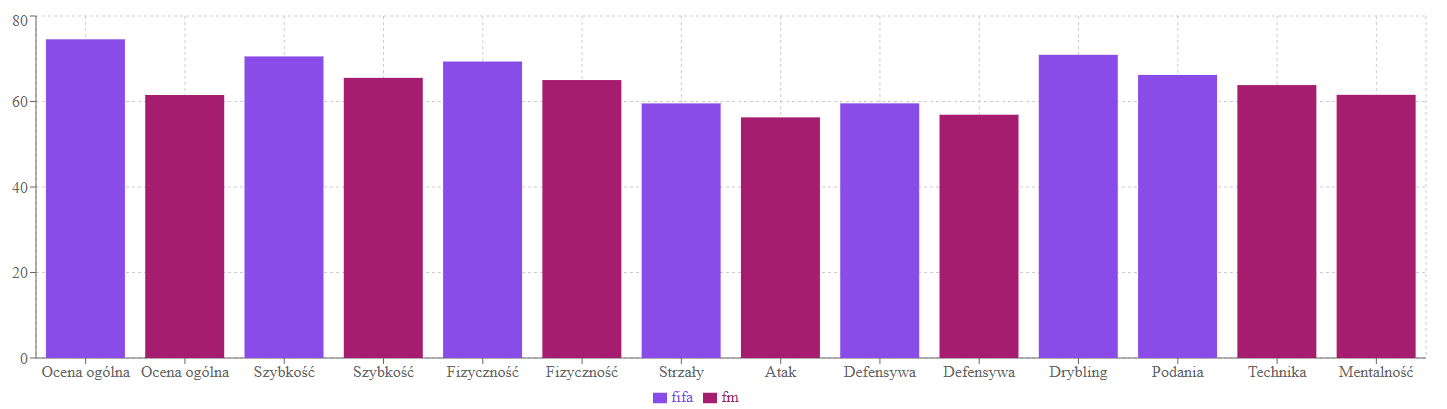 80
60
40
20
0
Ocena ogólna Ocena ogólna Szybkość Szybkość Fizyczność Fizyczność Strzały Atak Defensywa Defensywa Drybling Podania Technika Mentalność
fifa fm